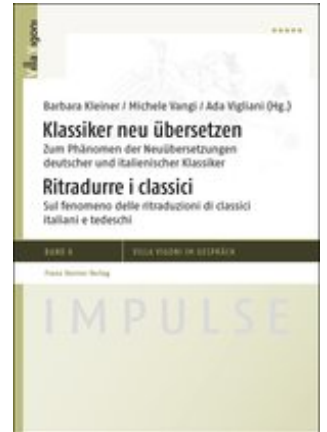 Villa Vigoni
Barbara Kleiner / Michele Vangi / Ada Vigliani (Hg.)
Klassiker neu übersetzen
Zum Phänomen der Neuübersetzungen
deutscher und italienischer Klassiker
Ritradurre i classici
Sul fenomeno delle ritraduzioni di classici
italiani e tedeschi
VILLA VIGONI IM GESPRÄCH
Franz Steiner Verlag
IMPULSE